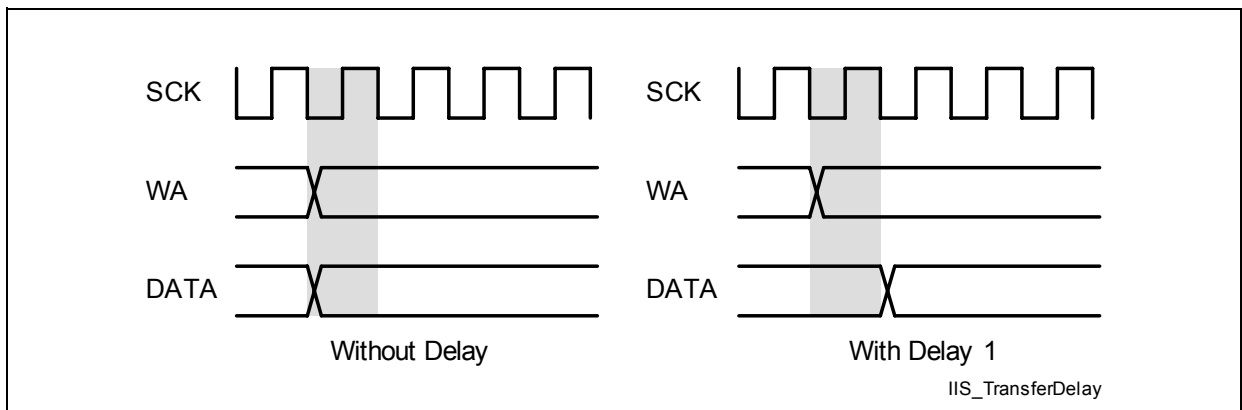 SCK
WA
DATA
Without Delay
SCK
WA
DATA
With Delay 1
IIS_TransferDelay